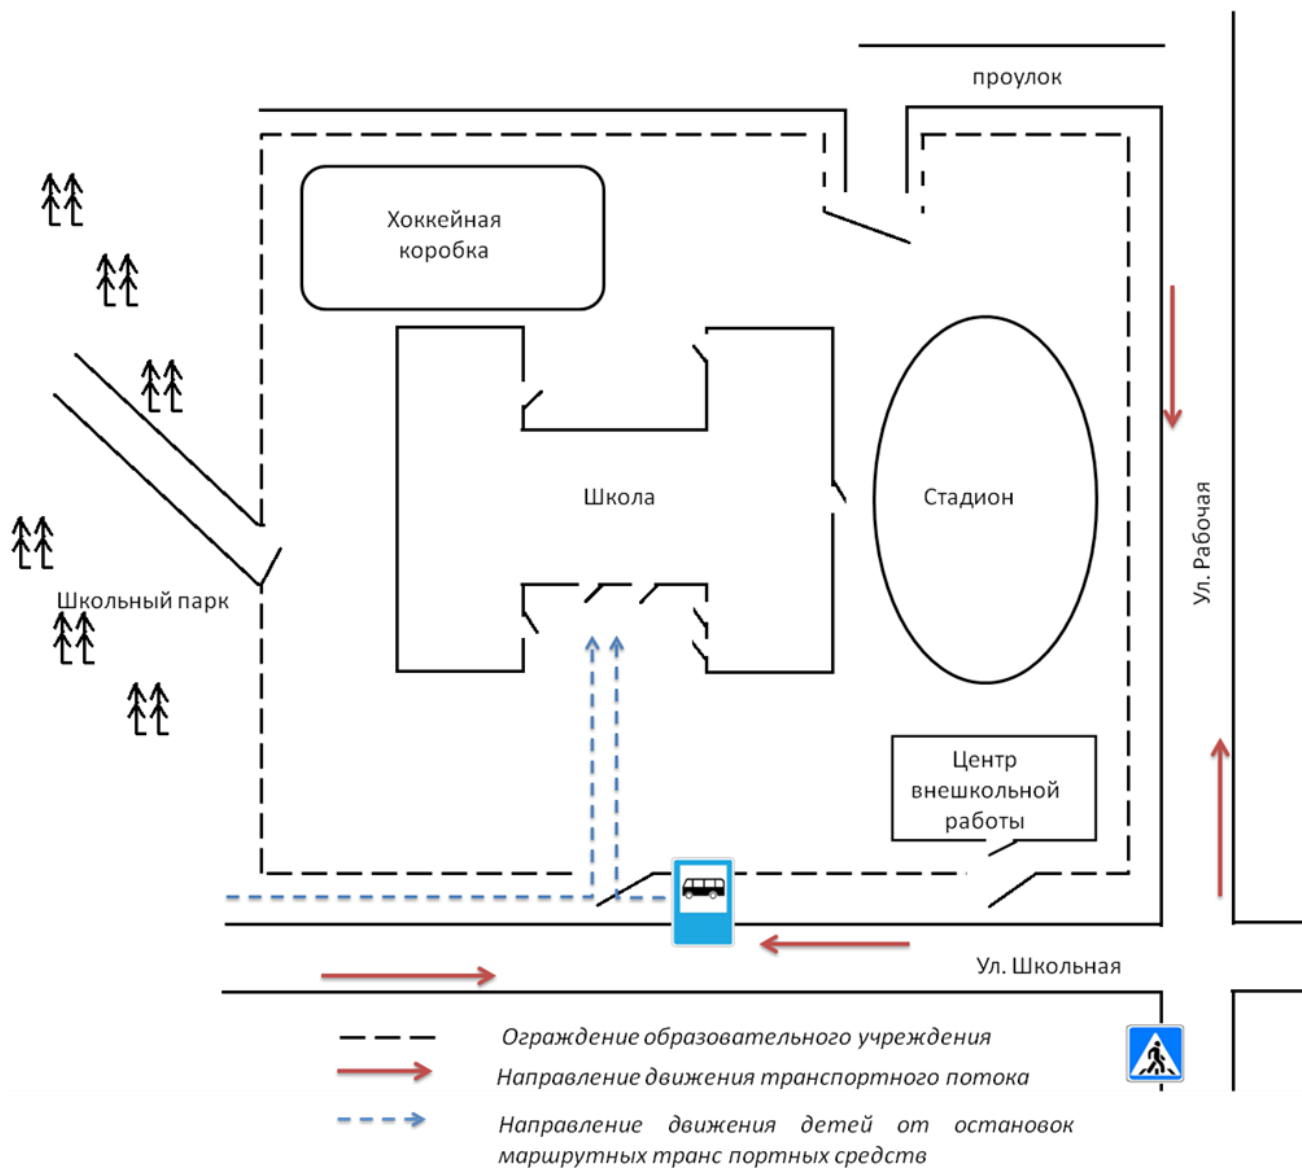 проулок
Хоккейная
коробка
Школа
Стадион
Ул. Рабочая
Школьный парк
Центр
внешкольной
работы
Ул. Школьная
Ограждение образовательного учреждения
Направление движения транспортного потока
Направление движения детей от остановок
маршрутных транс портных средств